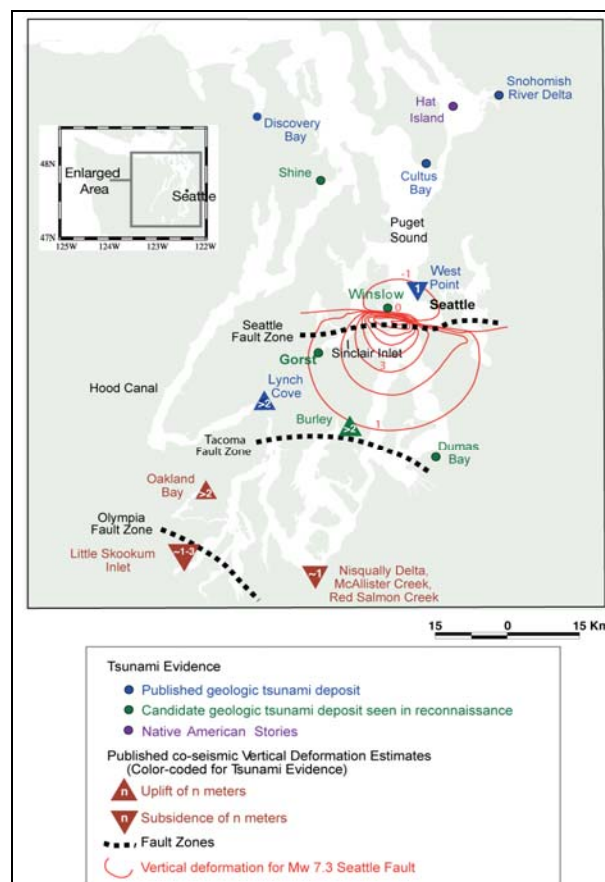 Snohomish
River Delta
Hat
Island
Discovery
Bay
48N
Enlarged
Area
Seattle
47N
125W
124W
123W
122W
Shine
Cultus
Bay
Puget
Sound
-1
West
Point
1
Winslow
0
Seattle
Seattle
Fault Zone
Sinclair Inlet
Gorst
3
Hood Canal
Lynch
Cove
>2
Burley
>2
1
Tacoma
Fault Zone
Dumas
Bay
Oakland
Bay
>2
Olympia
Fault Zone
Little Skookum
Inlet
~1-3
~1
Nisqually Delta,
McAllister Creek,
Red Salmon Creek
15 0 15 Km
Tsunami Evidence
Published geologic tsunami deposit
Candidate geologic tsunami deposit seen in reconnaissance
Native American Stories
Published co-seismic Vertical Deformation Estimates
(Color-coded for Tsunami Evidence)
n Uplift of n meters
n Subsidence of n meters
Fault Zones
Vertical deformation for Mw 7.3 Seattle Fault